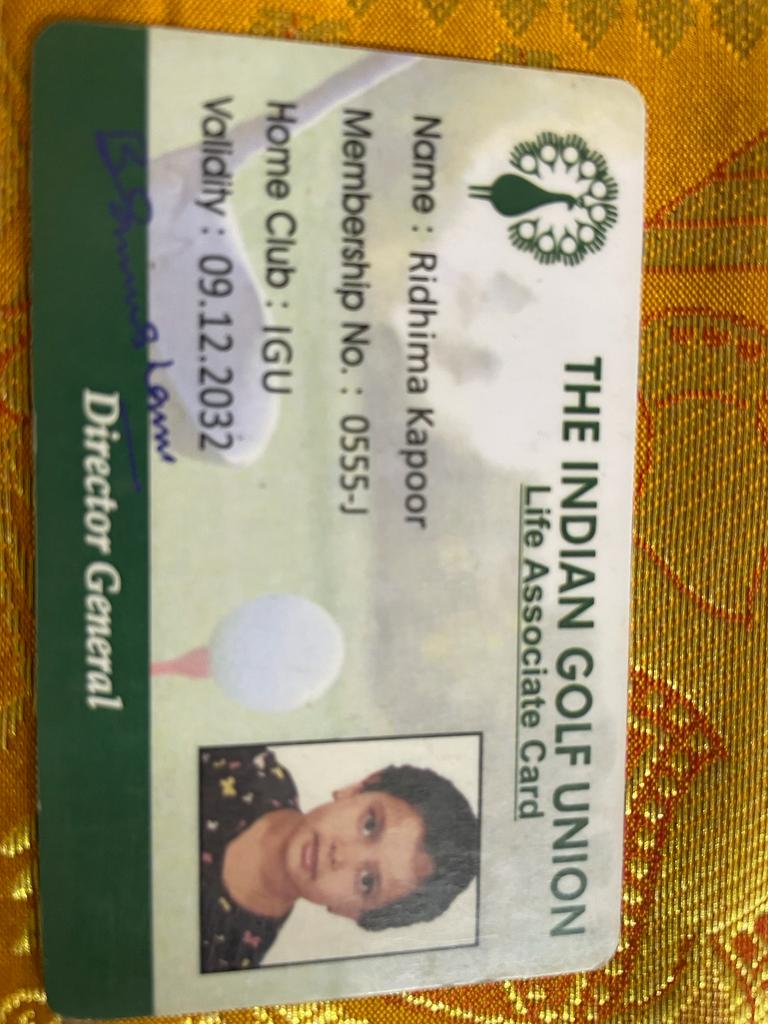 THE INDIAN GOLF UNION
Life Associate Card
Name : Ridhima Kapoor
Membership No. : 0555-J
Home Club : IGU
Validity : 09.12.2032
Director General